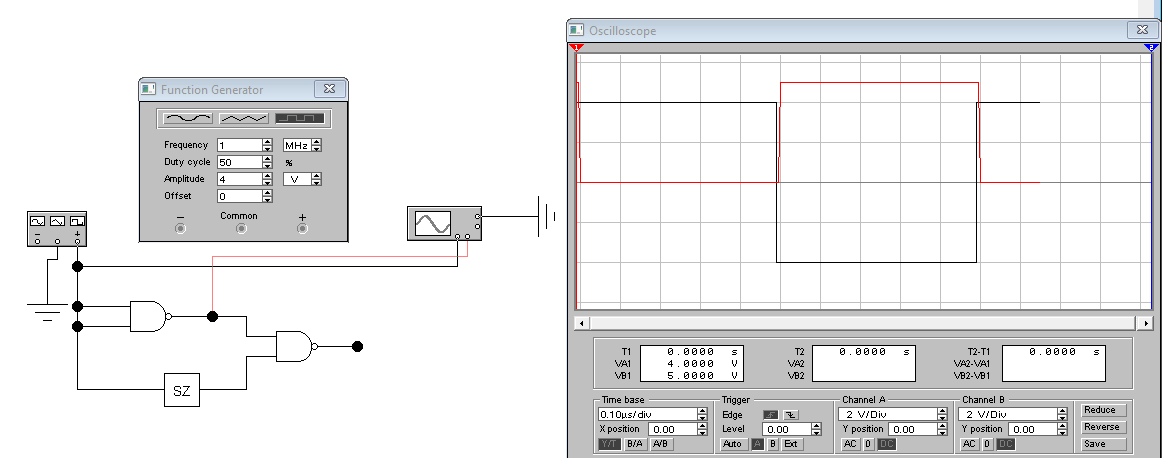 Oscilloscope
1
2
Function Generator
Frequency 1 MHz
Duty cycle 50 %
Amplitude 4 V
Offset 0
− Common +
− +
SZ
T1 0.0000 s T2 0.0000 s T2-T1 0.0000 s
VA1 4.0000 V VA2 VA2-VA1
VB1 5.0000 V VB2 VB2-VB1
Time base Trigger Channel A Channel B
0.10µs/div Edge 2 V/Div 2 V/Div Reduce
X position 0.00 Level 0.00 Y position 0.00 Y position 0.00 Reverse
Y/T B/A A/B Auto A B Ext AC 0 DC AC 0 DC Save